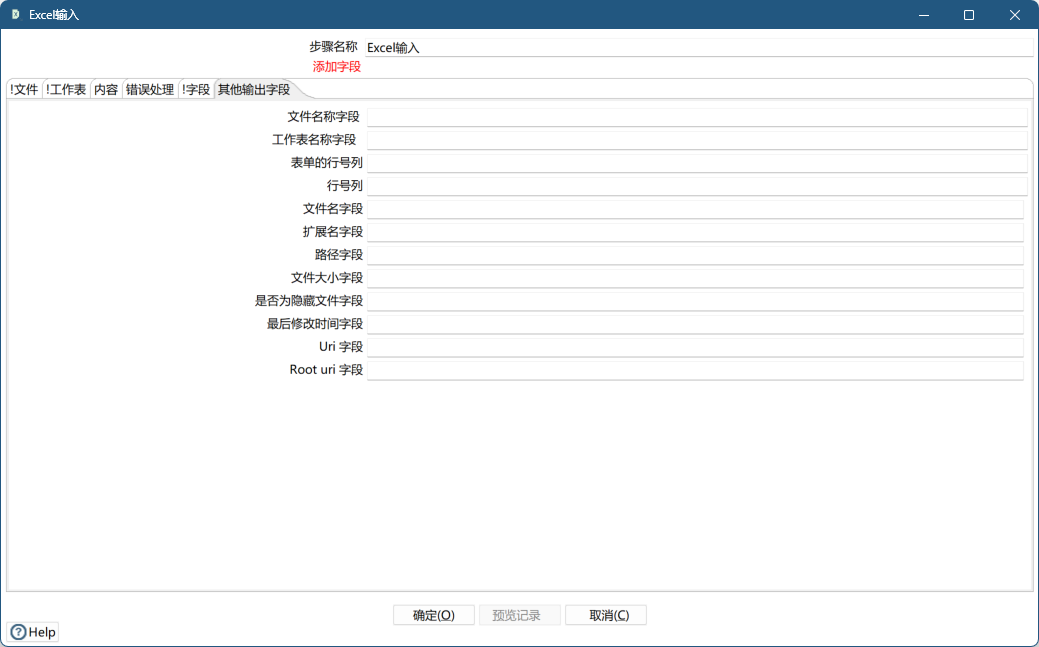 Excel输入
步骤名称 Excel输入
添加字段
!文件 !工作表 内容 错误处理 !字段 其他输出字段
文件名称字段
工作表名称字段
表单的行号列
行号列
文件名字段
扩展名字段
路径字段
文件大小字段
是否为隐藏文件字段
最后修改时间字段
Uri 字段
Root uri 字段
确定(O) 预览记录 取消(C)
Help